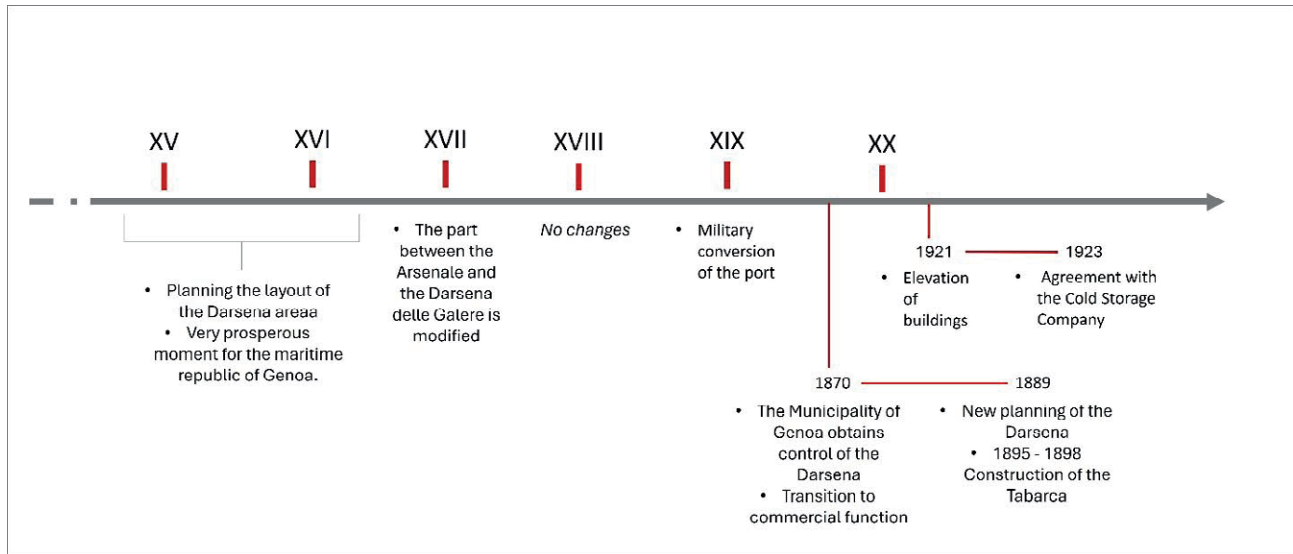 XV
XVI
XVII
XVIII
XIX
XX
• Planning the layout of
the Darsena areaa
• Very prosperous
moment for the maritime
republic of Genoa.
• The part
between the
Arsenale and
the Darsena
delle Galere is
modified
No changes
• Military
conversion
of the port
1921
• Elevation
of
buildings
1923
• Agreement with
the Cold Storage
Company
1870
• The Municipality of
Genoa obtains
control of the
Darsena
• Transition to
commercial function
1889
• New planning of the
Darsena
• 1895 - 1898
Construction of the
Tabarca